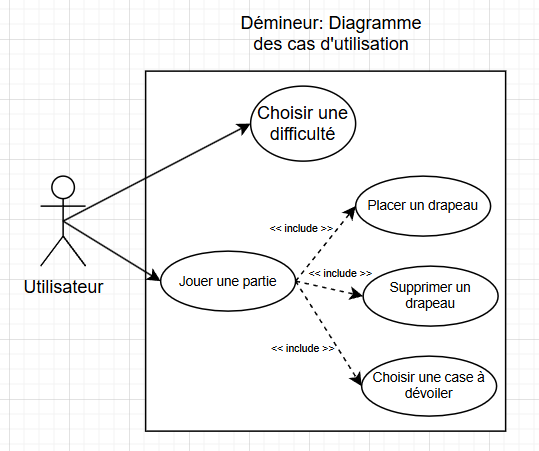 Démineur: Diagramme
des cas d'utilisation
Choisir une
difficulté
Placer un drapeau
<< include >>
<< include >>
Jouer une partie
Utilisateur
Supprimer un
drapeau
<< include >>
Choisir une case à
dévoiler